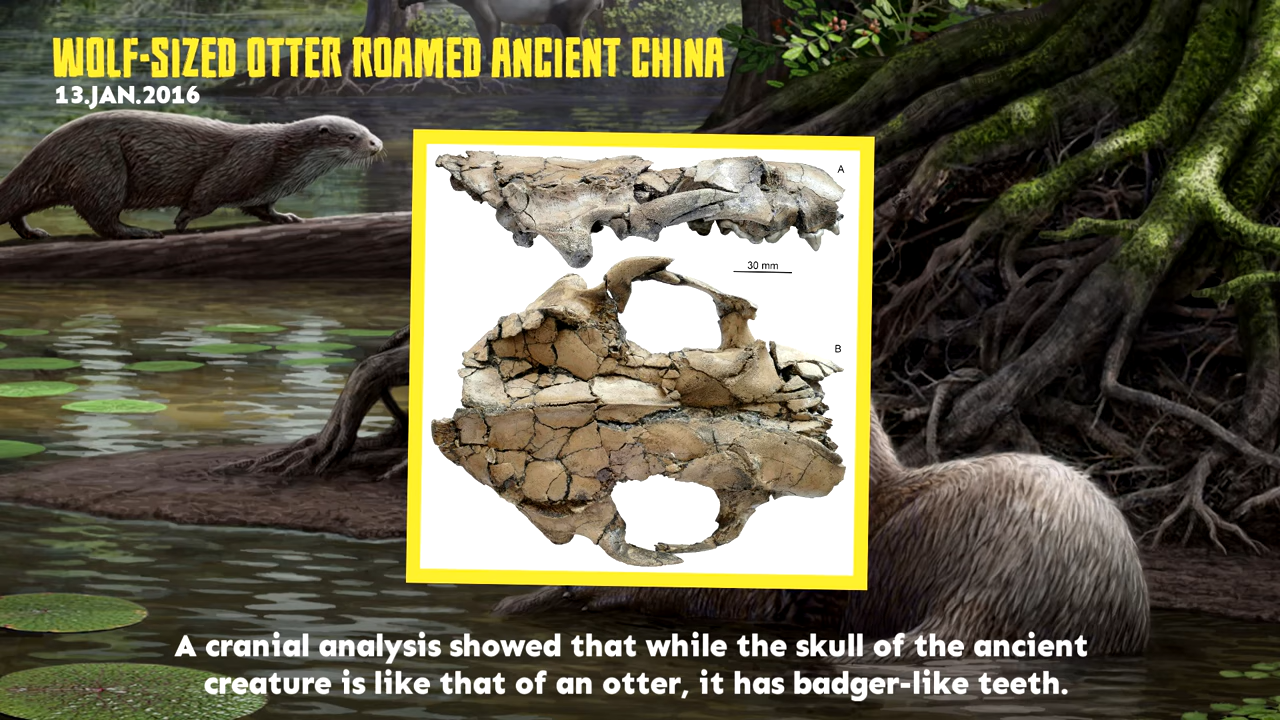 WOLF-SIZED OTTER ROAMED ANCIENT CHINA
13.JAN.2016
A
30 mm
B
A cranial analysis showed that while the skull of the ancient
creature is like that of an otter, it has badger-like teeth.